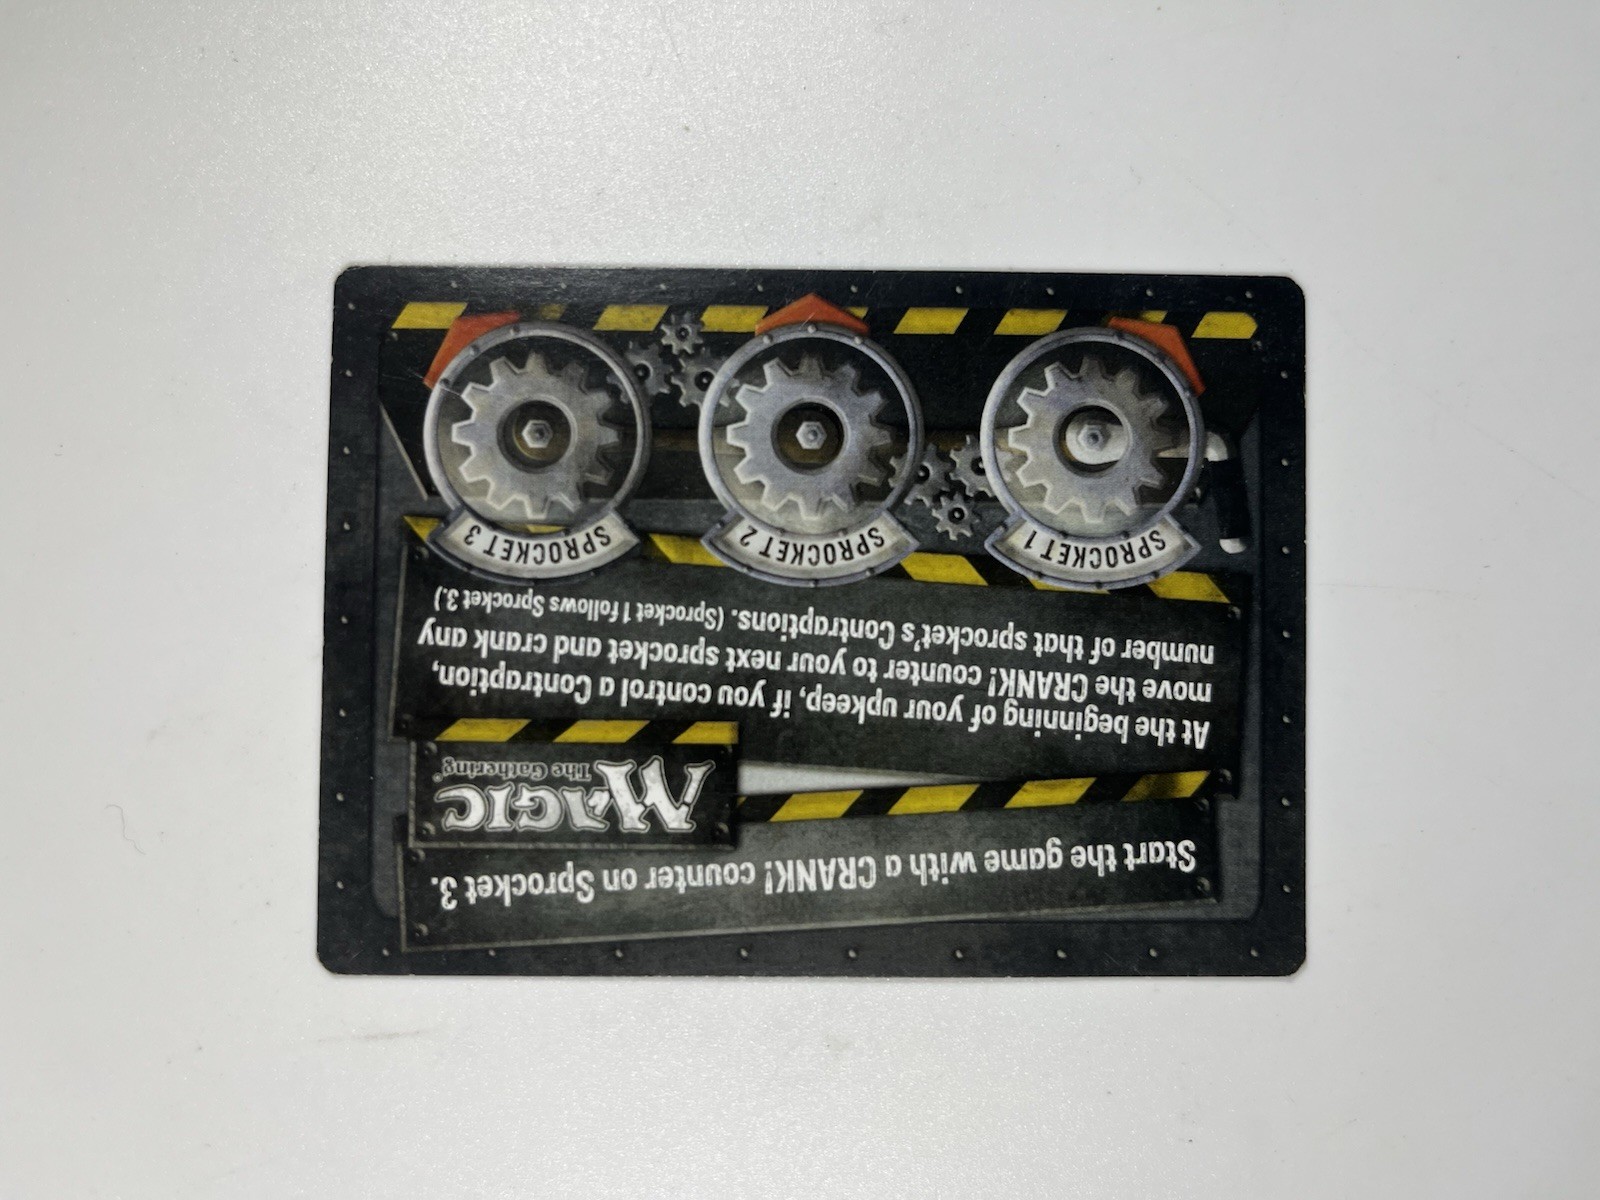 Start the game with a CRANK! counter on Sprocket 3.
MAGIC
The Gathering®
At the beginning of your upkeep, if you control a Contraption,
move the CRANK! counter to your next sprocket and crank any
number of that sprocket's Contraptions. (Sprocket 1 follows Sprocket 3.)
SPROCKET 1
SPROCKET 2
SPROCKET 3